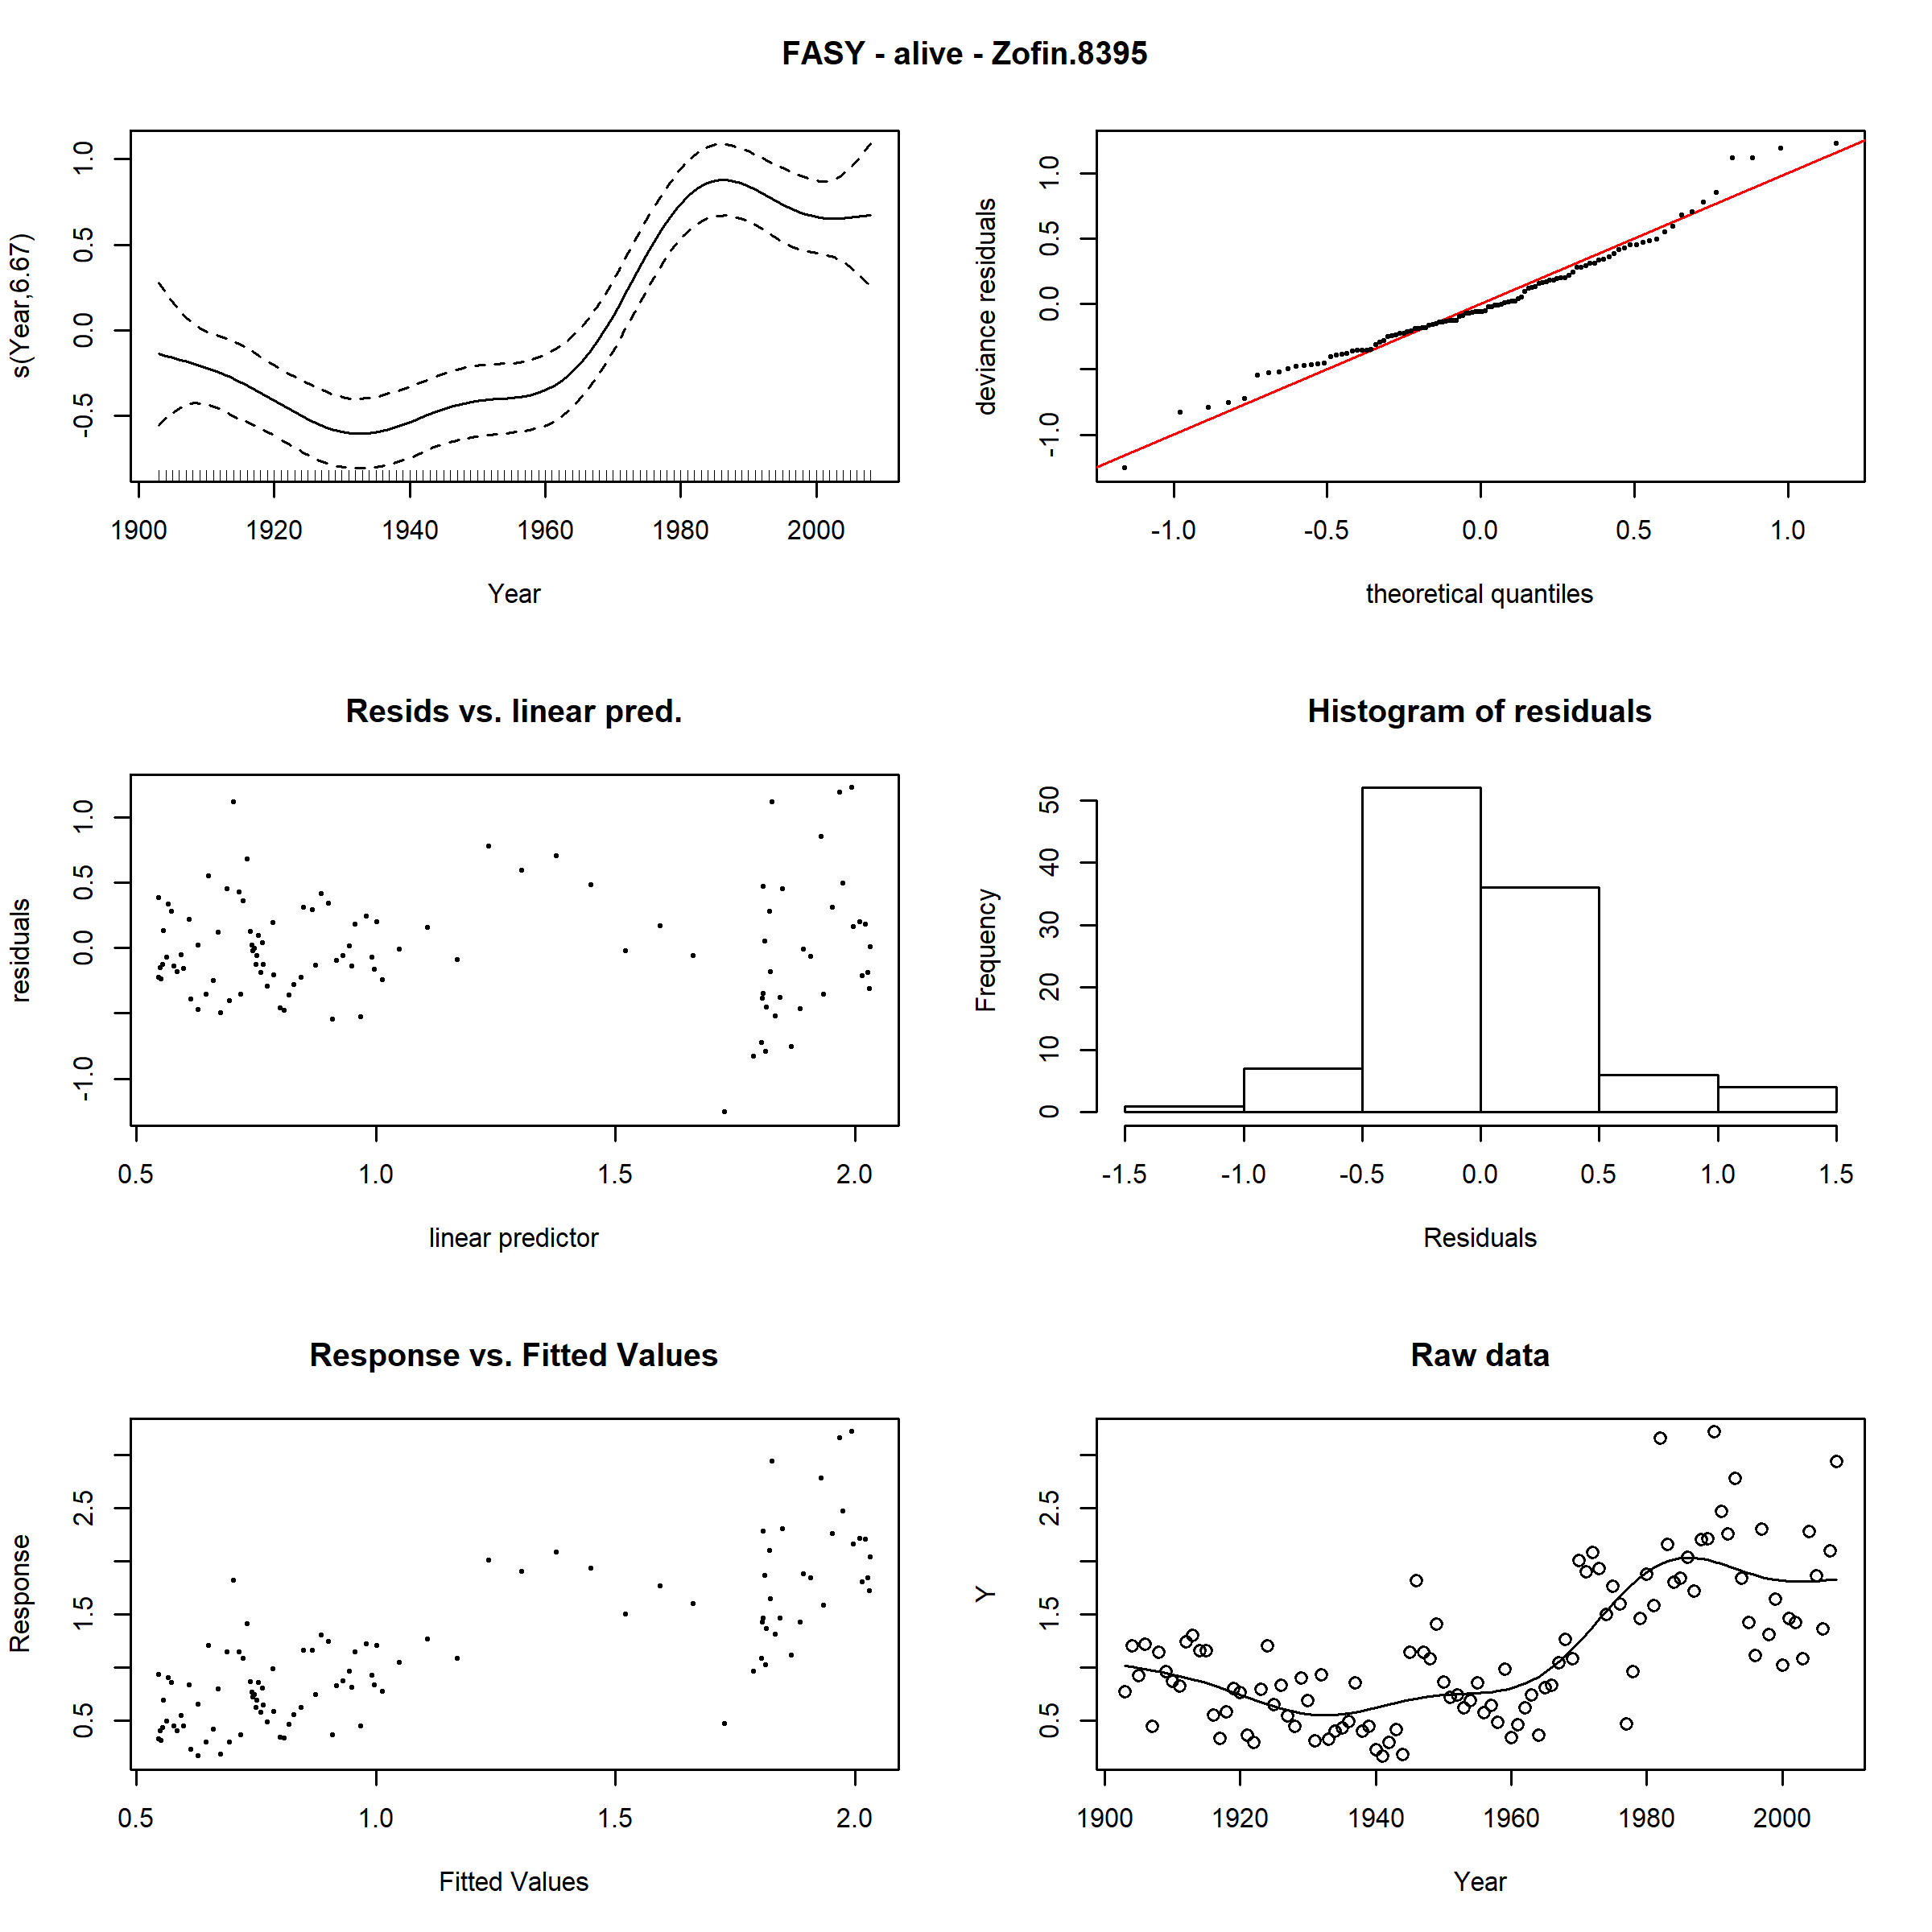 FASY - alive - Zofin.8395
s(Year,6.67)
1.0
0.5
0.0
-0.5
1900 1920 1940 1960 1980 2000
Year
deviance residuals
1.0
0.5
0.0
-1.0
-1.0 -0.5 0.0 0.5 1.0
theoretical quantiles
Resids vs. linear pred.
residuals
1.0
0.5
0.0
-1.0
0.5 1.0 1.5 2.0
linear predictor
Histogram of residuals
Frequency
50
40
30
20
10
0
-1.5 -1.0 -0.5 0.0 0.5 1.0 1.5
Residuals
Response vs. Fitted Values
Response
2.5
1.5
0.5
0.5 1.0 1.5 2.0
Fitted Values
Raw data
Y
2.5
1.5
0.5
1900 1920 1940 1960 1980 2000
Year